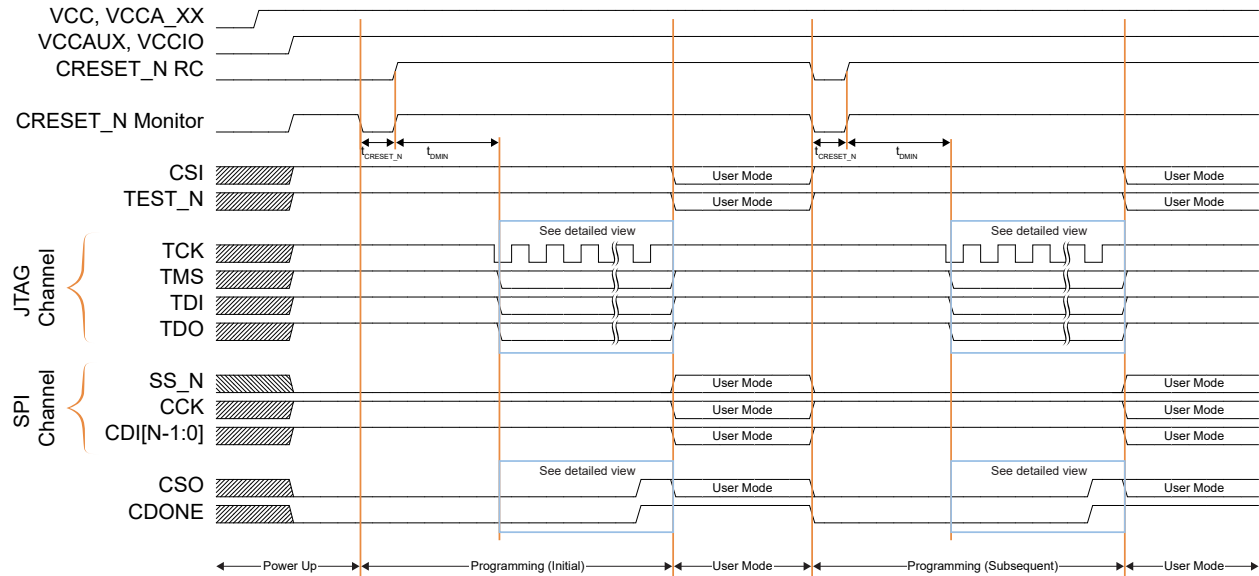 VCC, VCCA_XX
VCCAUX, VCCIO
CRESET_N RC
CRESET_N Monitor
tCRESET_N
tDMIN
tCRESET_N
tDMIN
CSI
User Mode
User Mode
TEST_N
User Mode
User Mode
See detailed view
See detailed view
JTAG
Channel
TCK
TMS
TDI
TDO
SPI
Channel
SS_N
User Mode
User Mode
CCK
User Mode
User Mode
CDI[N-1:0]
User Mode
User Mode
See detailed view
See detailed view
CSO
User Mode
User Mode
CDONE
Power Up
Programming (Initial)
User Mode
Programming (Subsequent)
User Mode